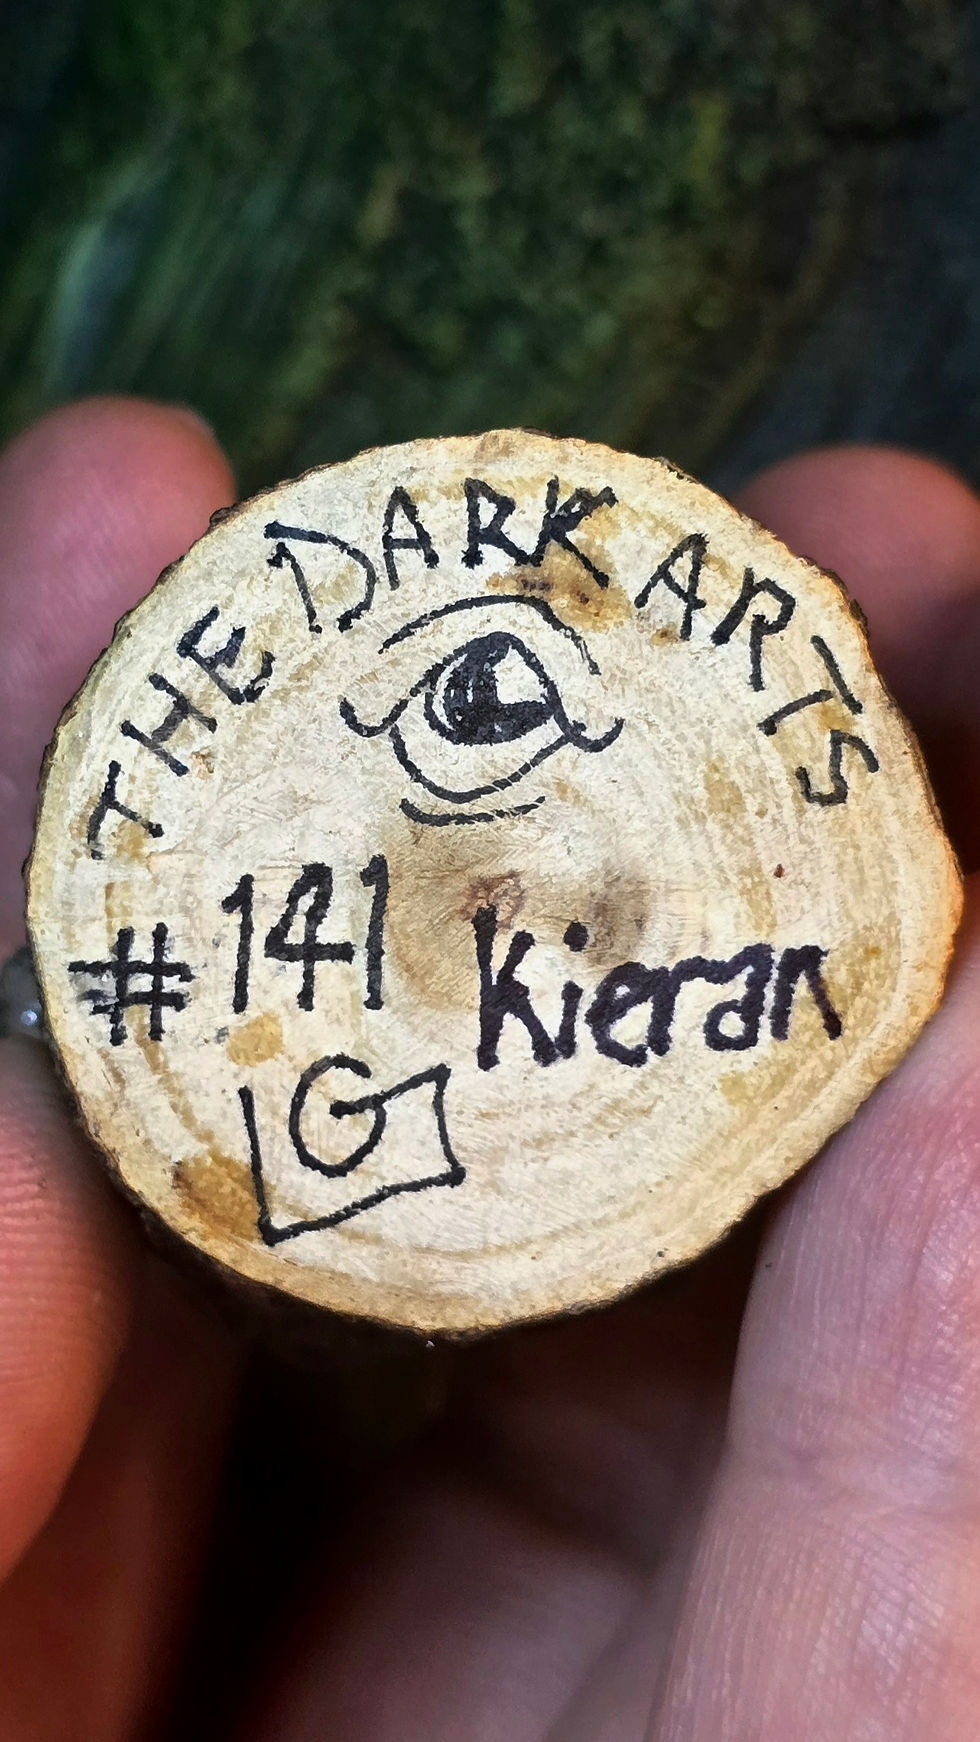 THE DARK ARTS
#141 Kieran
G